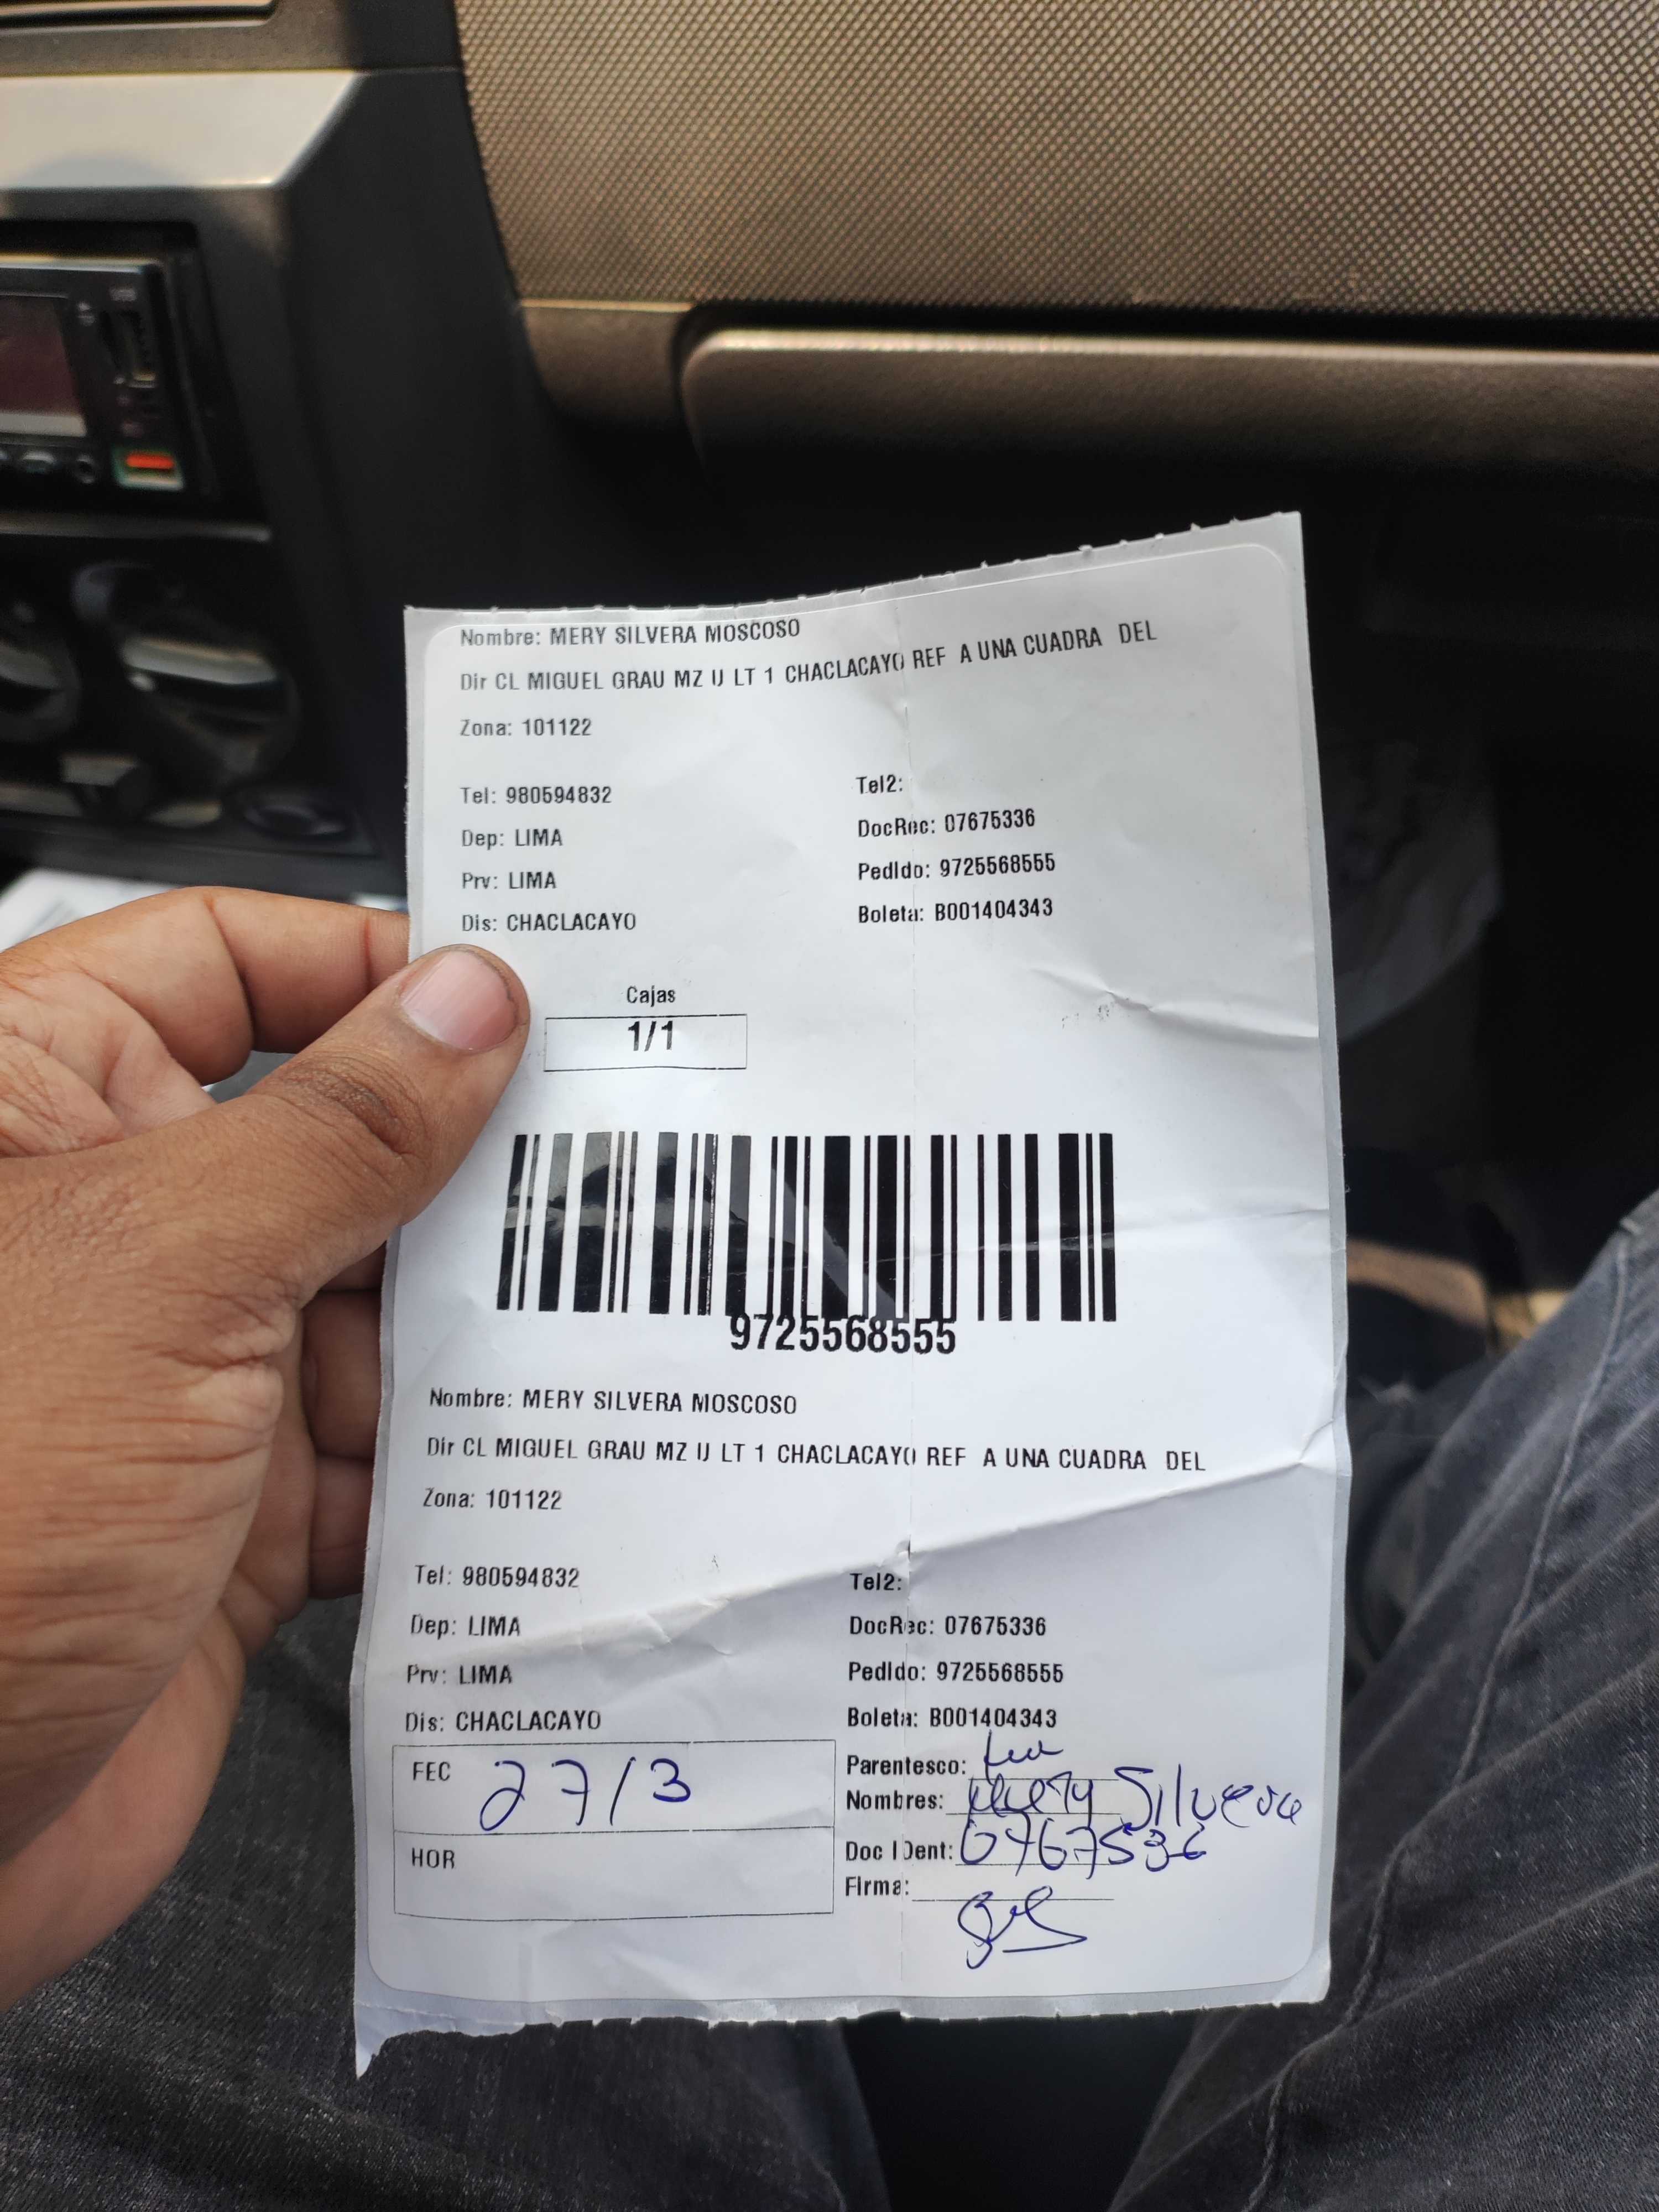 Nombre: MERY SILVERA MOSCOSO
Dir CL MIGUEL GRAU MZ U LT 1 CHACLACAYO REF A UNA CUADRA DEL
Zona: 101122
Tel: 980594832
Tel2:
Dep: LIMA
DocRec: 07675336
Prv: LIMA
Pedido: 9725568555
Dis: CHACLACAYO
Boleta: B001404343
Cajas
1/1
9725568555
Nombre: MERY SILVERA MOSCOSO
Dir CL MIGUEL GRAU MZ U LT 1 CHACLACAYO REF A UNA CUADRA DEL
Zona: 101122
Tel: 980594832
Tel2:
Dep: LIMA
DocRec: 07675336
Prv: LIMA
Pedido: 9725568555
Dis: CHACLACAYO
Boleta: B001404343
FEC 27/3
HOR
Parentesco:
Nombres: Mery Silvera
Doc IDent:
Firma: